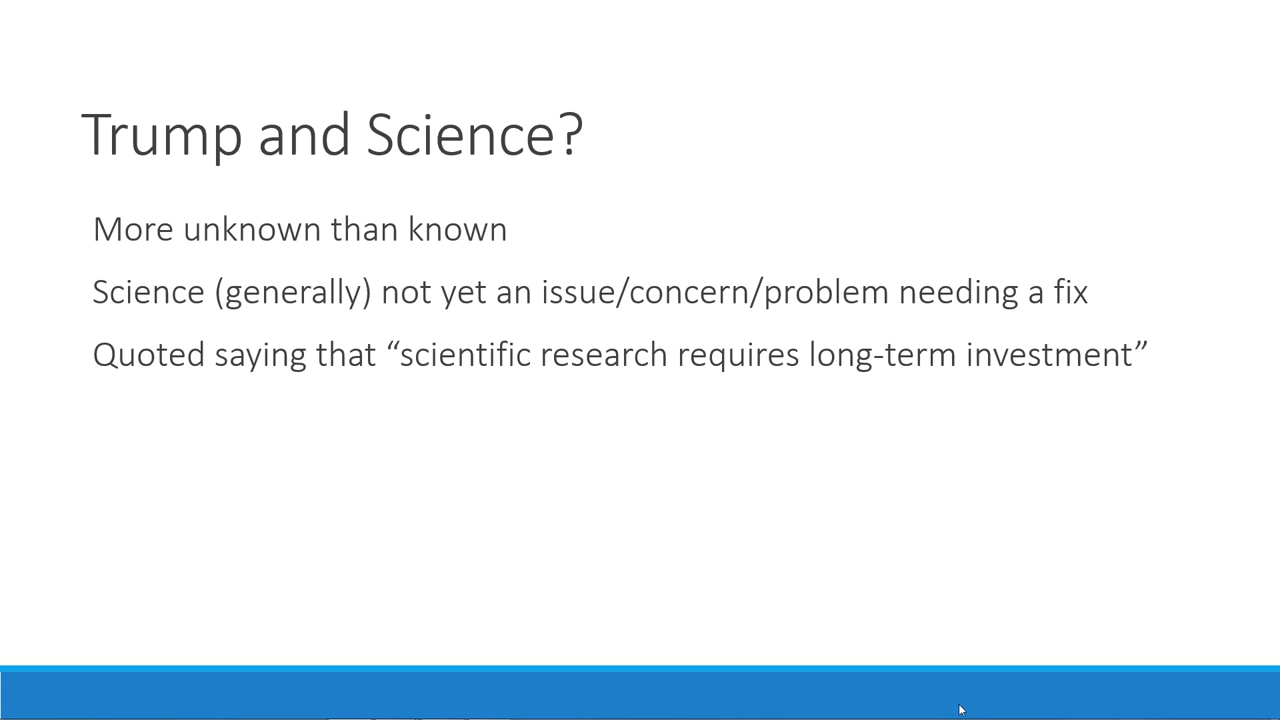 Trump and Science?
More unknown than known
Science (generally) not yet an issue/concern/problem needing a fix
Quoted saying that “scientific research requires long-term investment”